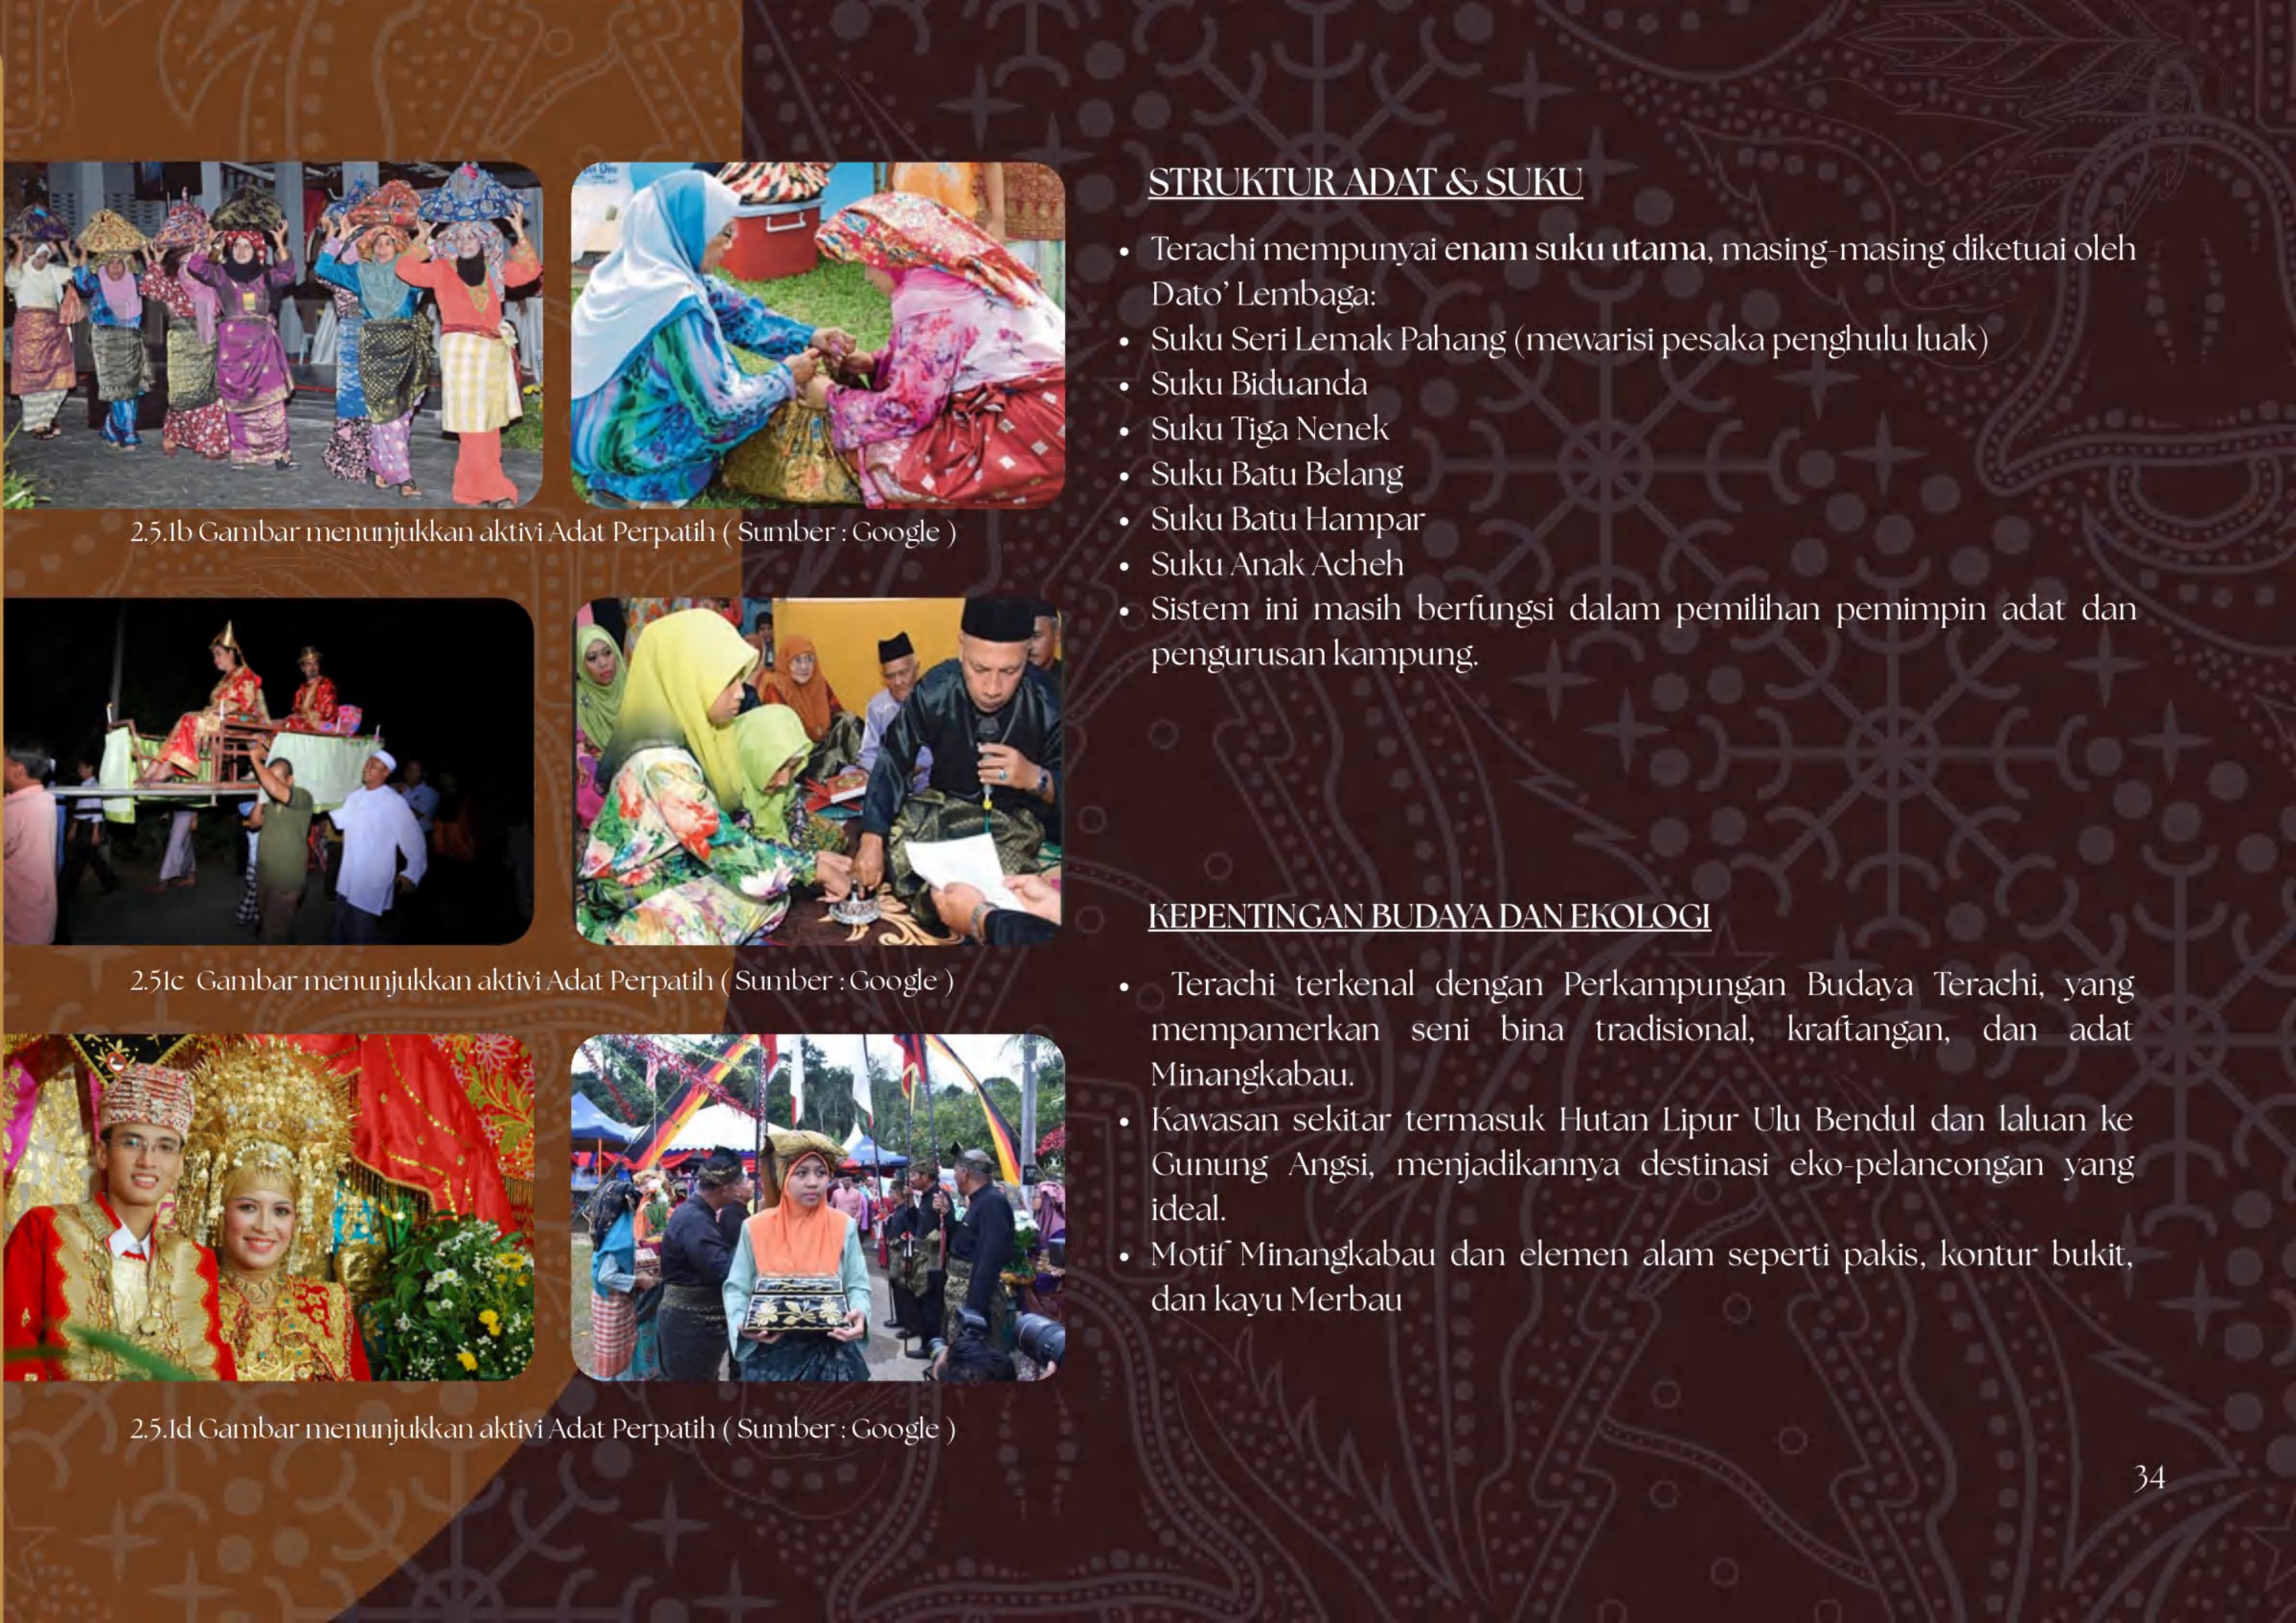 2.5.1b Gambar menunjukkan aktivi Adat Perpatih ( Sumber : Google )
2.51c Gambar menunjukkan aktivi Adat Perpatih ( Sumber : Google )
2.5.1d Gambar menunjukkan aktivi Adat Perpatih ( Sumber : Google )
STRUKTUR ADAT & SUKU
• Terachi mempunyai enam suku utama, masing-masing diketuai oleh
Dato’ Lembaga:
• Suku Seri Lemak Pahang (mewarisi pesaka penghulu luak)
• Suku Biduanda
• Suku Tiga Nenek
• Suku Batu Belang
• Suku Batu Hampar
• Suku Anak Acheh
• Sistem ini masih berfungsi dalam pemilihan pemimpin adat dan
pengurusan kampung.
KEPENTINGAN BUDAYA DAN EKOLOGI
• Terachi terkenal dengan Perkampungan Budaya Terachi, yang
mempamerkan seni bina tradisional, kraftangan, dan adat
Minangkabau.
• Kawasan sekitar termasuk Hutan Lipur Ulu Bendul dan laluan ke
Gunung Angsi, menjadikannya destinasi eko-pelancongan yang
ideal.
• Motif Minangkabau dan elemen alam seperti pakis, kontur bukit,
dan kayu Merbau
34